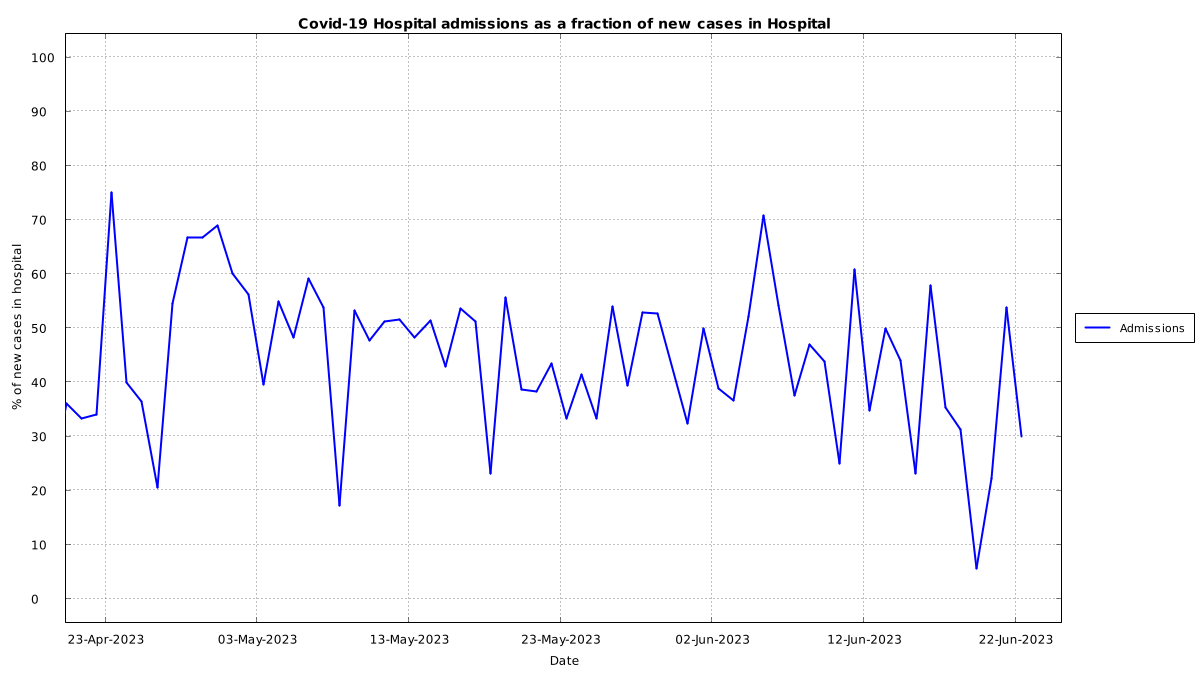 Covid-19 Hospital admissions as a fraction of new cases in Hospital
100
90
80
70
60
50
40
30
20
10
0
% of new cases in hospital
Admissions
23-Apr-2023 03-May-2023 13-May-2023 23-May-2023 02-Jun-2023 12-Jun-2023 22-Jun-2023
Date